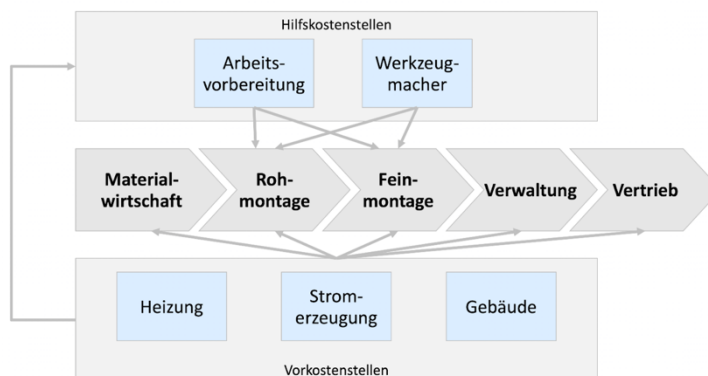 Hilfskostenstellen
Arbeits-
vorbereitung
Werkzeug-
macher
Material-
wirtschaft
Roh-
montage
Fein-
montage
Verwaltung
Vertrieb
Heizung
Strom-
erzeugung
Gebäude
Vorkostenstellen